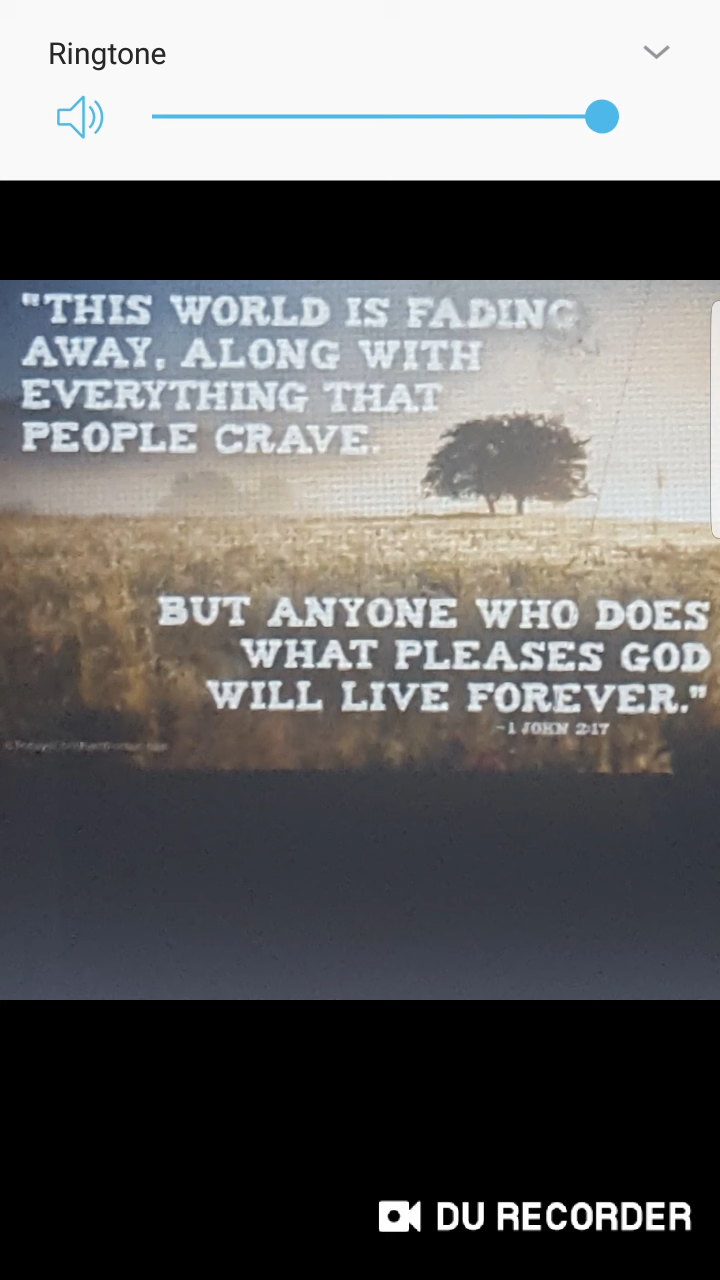 Ringtone
"THIS WORLD IS FADING
AWAY, ALONG WITH
EVERYTHING THAT
PEOPLE CRAVE.
BUT ANYONE WHO DOES
WHAT PLEASES GOD
WILL LIVE FOREVER."
~1 JOHN 2:17
DU RECORDER